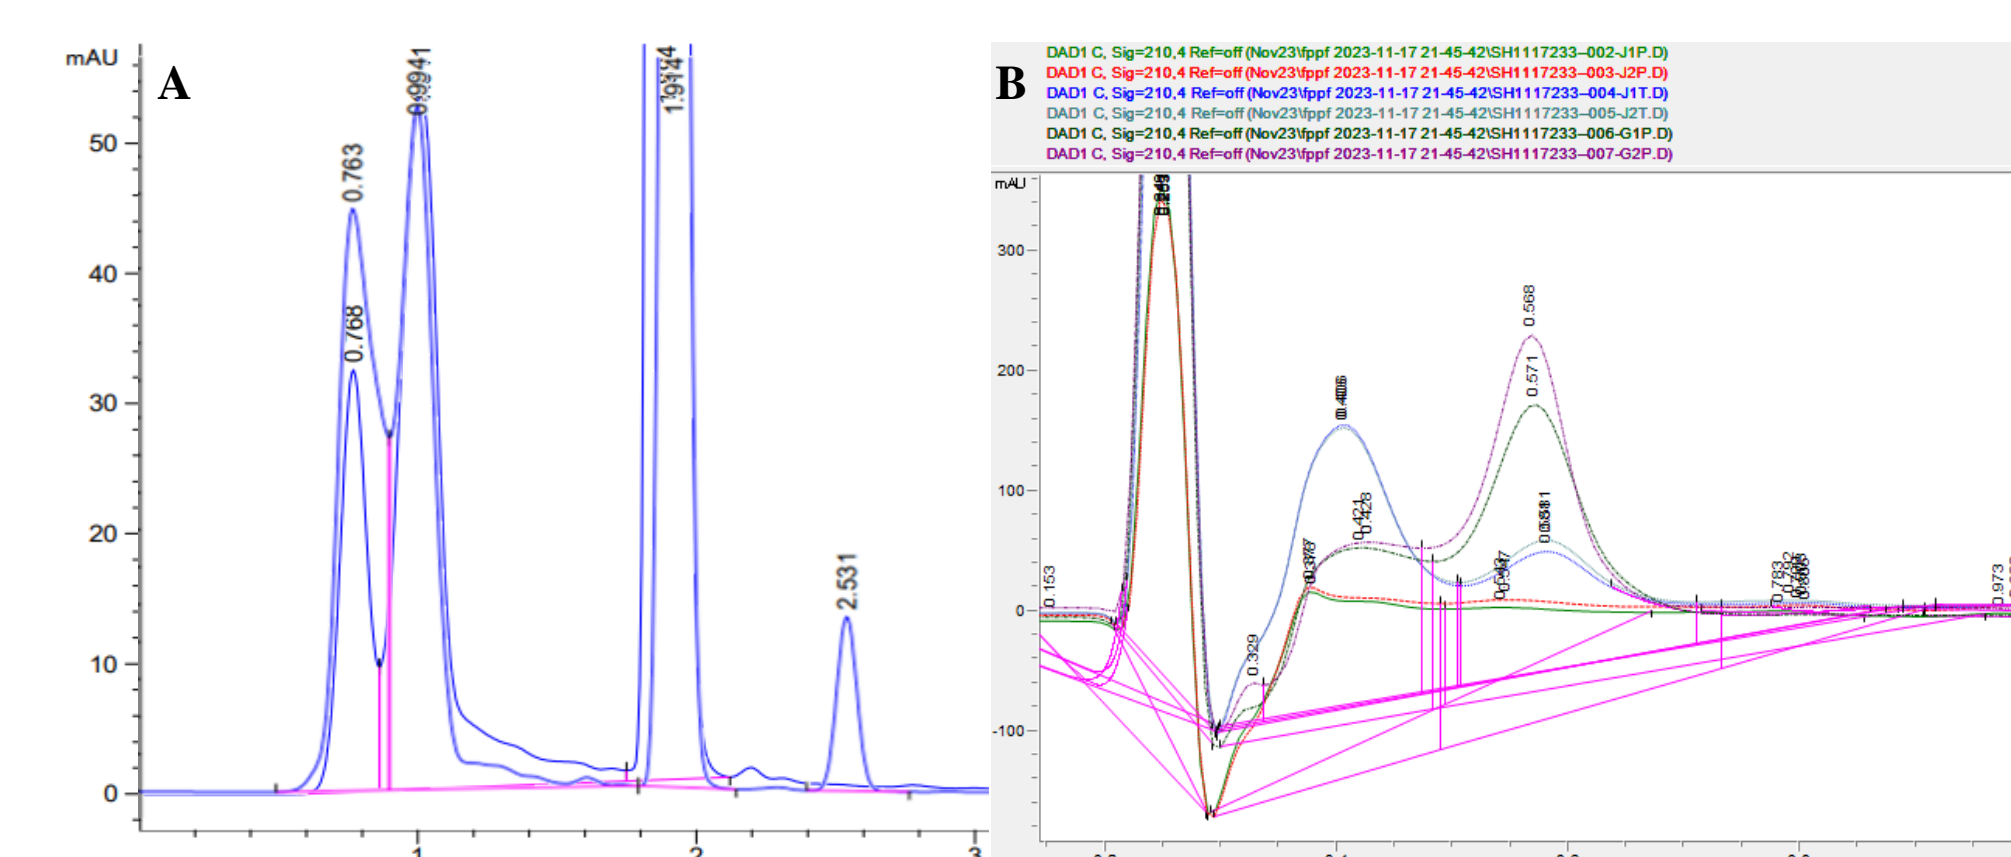 mAU
A
50
40
30
20
10
0
0.763
0.768
1.914
2.531
1
2
3
B
DAD1 C, Sig=210,4 Ref=off (Nov23\fppf 2023-11-17 21-45-42\SH1117233--002-J1P.D)
DAD1 C, Sig=210,4 Ref=off (Nov23\fppf 2023-11-17 21-45-42\SH1117233--003-J2P.D)
DAD1 C, Sig=210,4 Ref=off (Nov23\fppf 2023-11-17 21-45-42\SH1117233--004-J1T.D)
DAD1 C, Sig=210,4 Ref=off (Nov23\fppf 2023-11-17 21-45-42\SH1117233--005-J2T.D)
DAD1 C, Sig=210,4 Ref=off (Nov23\fppf 2023-11-17 21-45-42\SH1117233--006-G1P.D)
DAD1 C, Sig=210,4 Ref=off (Nov23\fppf 2023-11-17 21-45-42\SH1117233--007-G2P.D)
mAU
300
200
100
0
-100
0.153
0.329
0.421
0.428
0.568
0.571
0.783
0.792
0.973